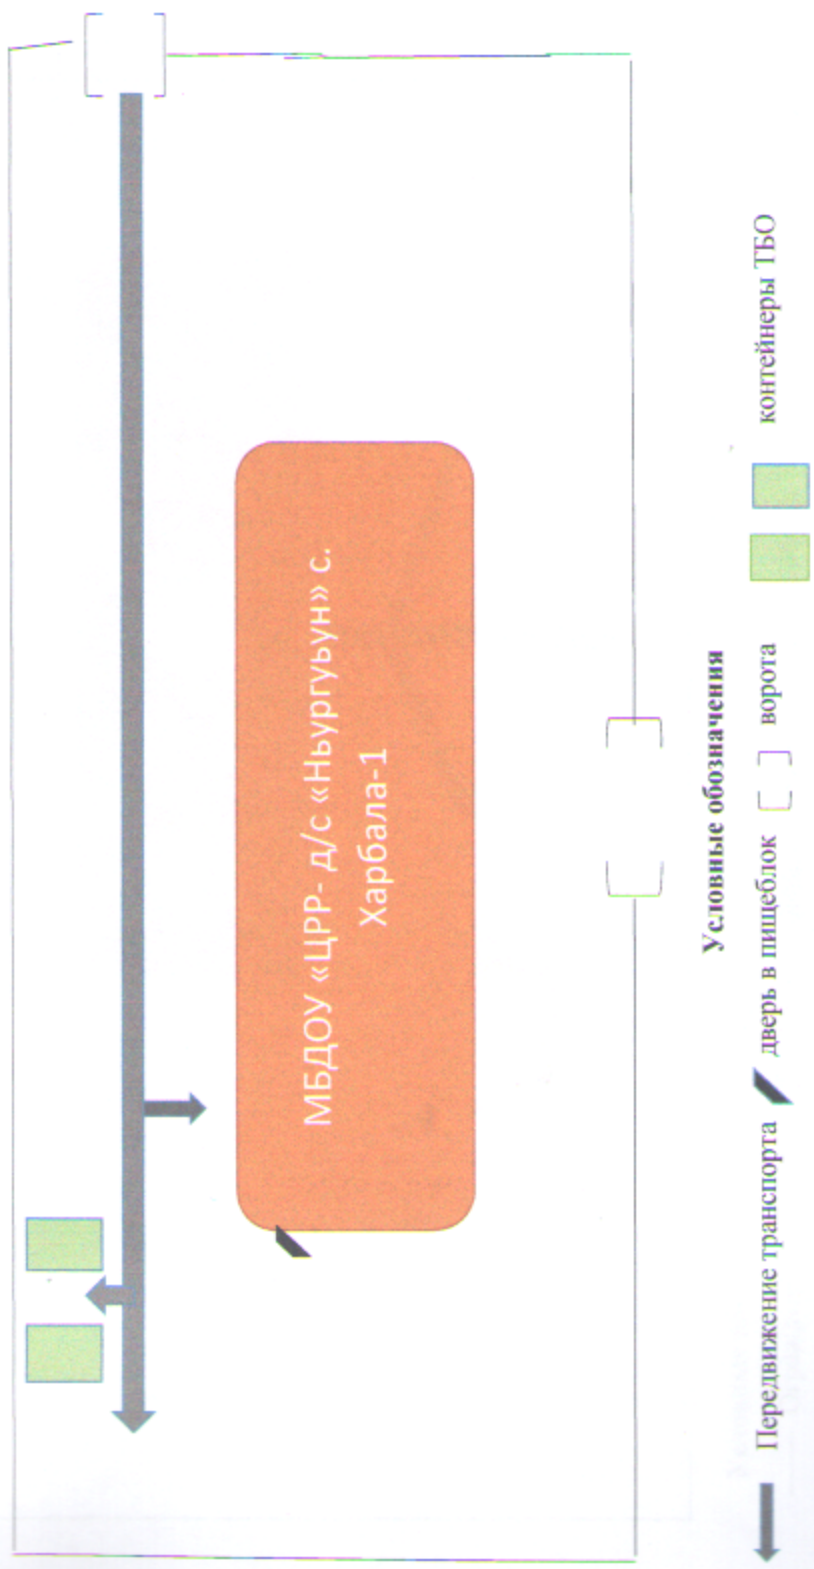 МБДОУ «ЦРР- д/с «Ньургуьун» с.
Харбала-1
Условные обозначения
Передвижение транспорта дверь в пищеблок ворота контейнеры ТБО